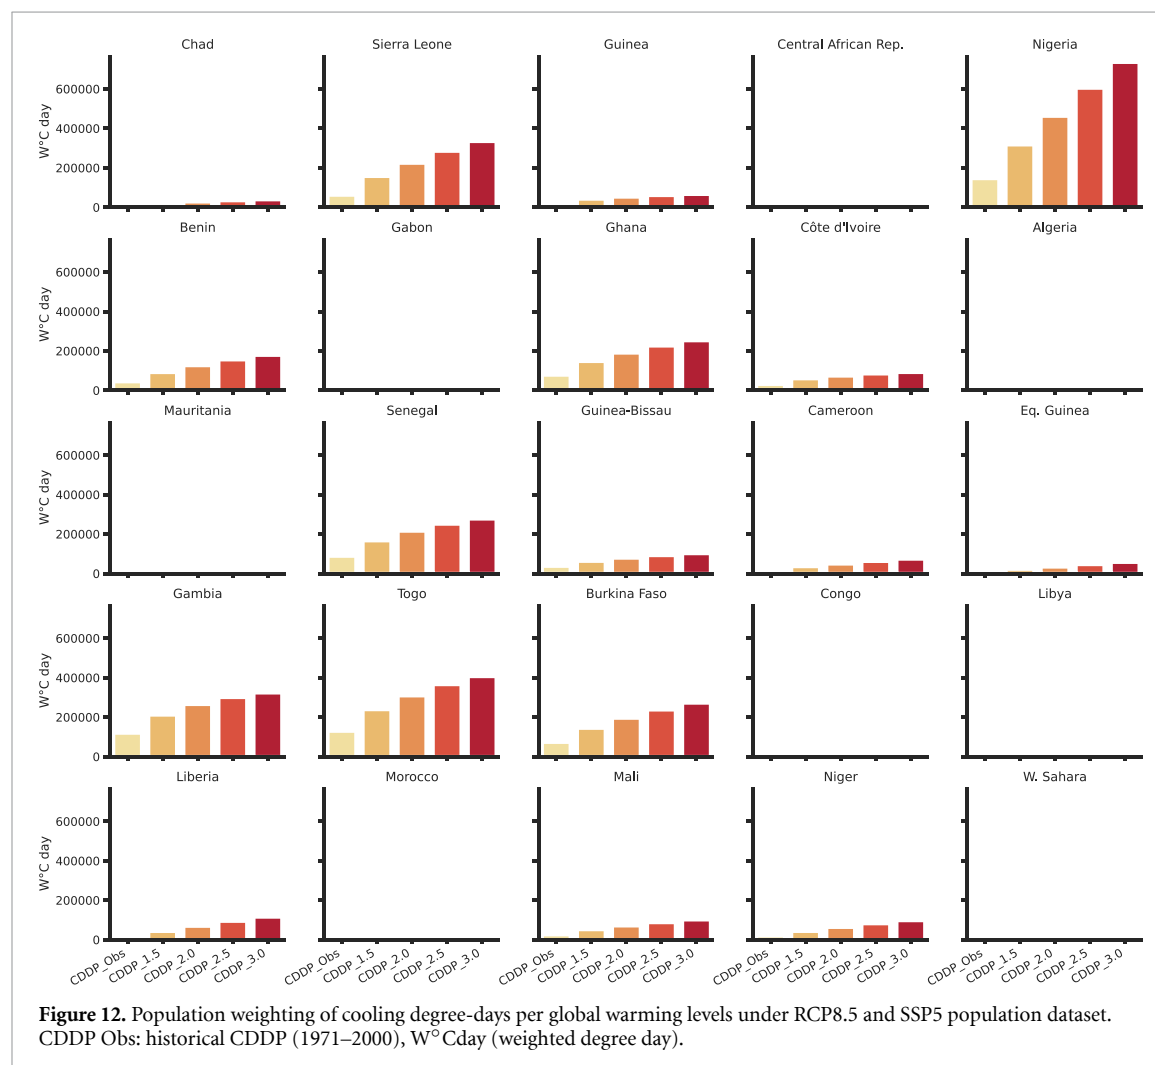 Chad Sierra Leone Guinea Central African Rep. Nigeria
W°C day
600000
400000
200000
0
Benin Gabon Ghana Côte d'Ivoire Algeria
W°C day
600000
400000
200000
0
Mauritania Senegal Guinea-Bissau Cameroon Eq. Guinea
W°C day
600000
400000
200000
0
Gambia Togo Burkina Faso Congo Libya
W°C day
600000
400000
200000
0
Liberia Morocco Mali Niger W. Sahara
W°C day
600000
400000
200000
0
CDDP_Obs CDDP_1.5 CDDP_2.0 CDDP_2.5 CDDP_3.0 CDDP_Obs CDDP_1.5 CDDP_2.0 CDDP_2.5 CDDP_3.0 CDDP_Obs CDDP_1.5 CDDP_2.0 CDDP_2.5 CDDP_3.0 CDDP_Obs CDDP_1.5 CDDP_2.0 CDDP_2.5 CDDP_3.0 CDDP_Obs CDDP_1.5 CDDP_2.0 CDDP_2.5 CDDP_3.0
Figure 12. Population weighting of cooling degree-days per global warming levels under RCP8.5 and SSP5 population dataset.
CDDP Obs: historical CDDP (1971–2000), W°Cday (weighted degree day).